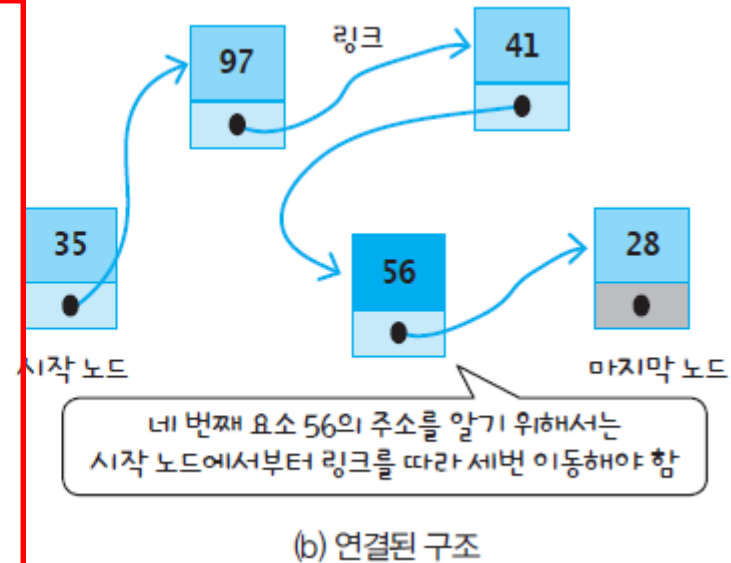 97
링크
41
35
56
28
시작 노드
마지막 노드
네 번째 요소 56의 주소를 알기 위해서는
시작 노드에서부터 링크를 따라 세번 이동해야 함
(b) 연결된 구조